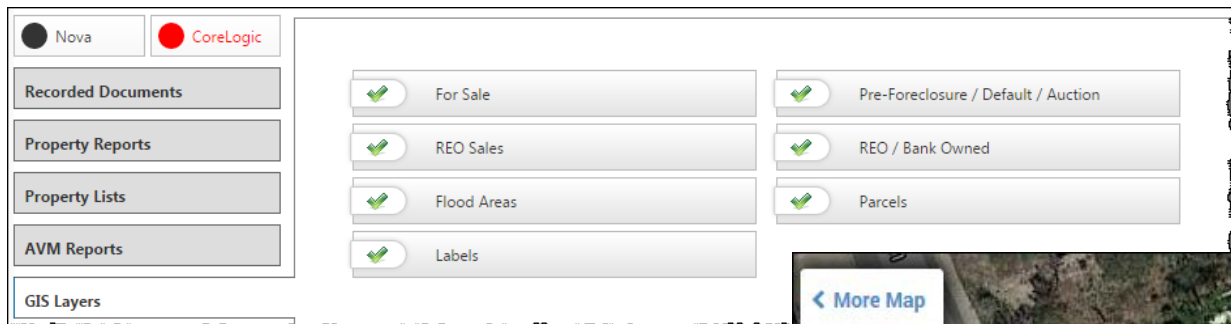 Nova
CoreLogic
Recorded Documents
Property Reports
Property Lists
AVM Reports
GIS Layers
For Sale
Pre-Foreclosure / Default / Auction
REO Sales
REO / Bank Owned
Flood Areas
Parcels
Labels
More Map